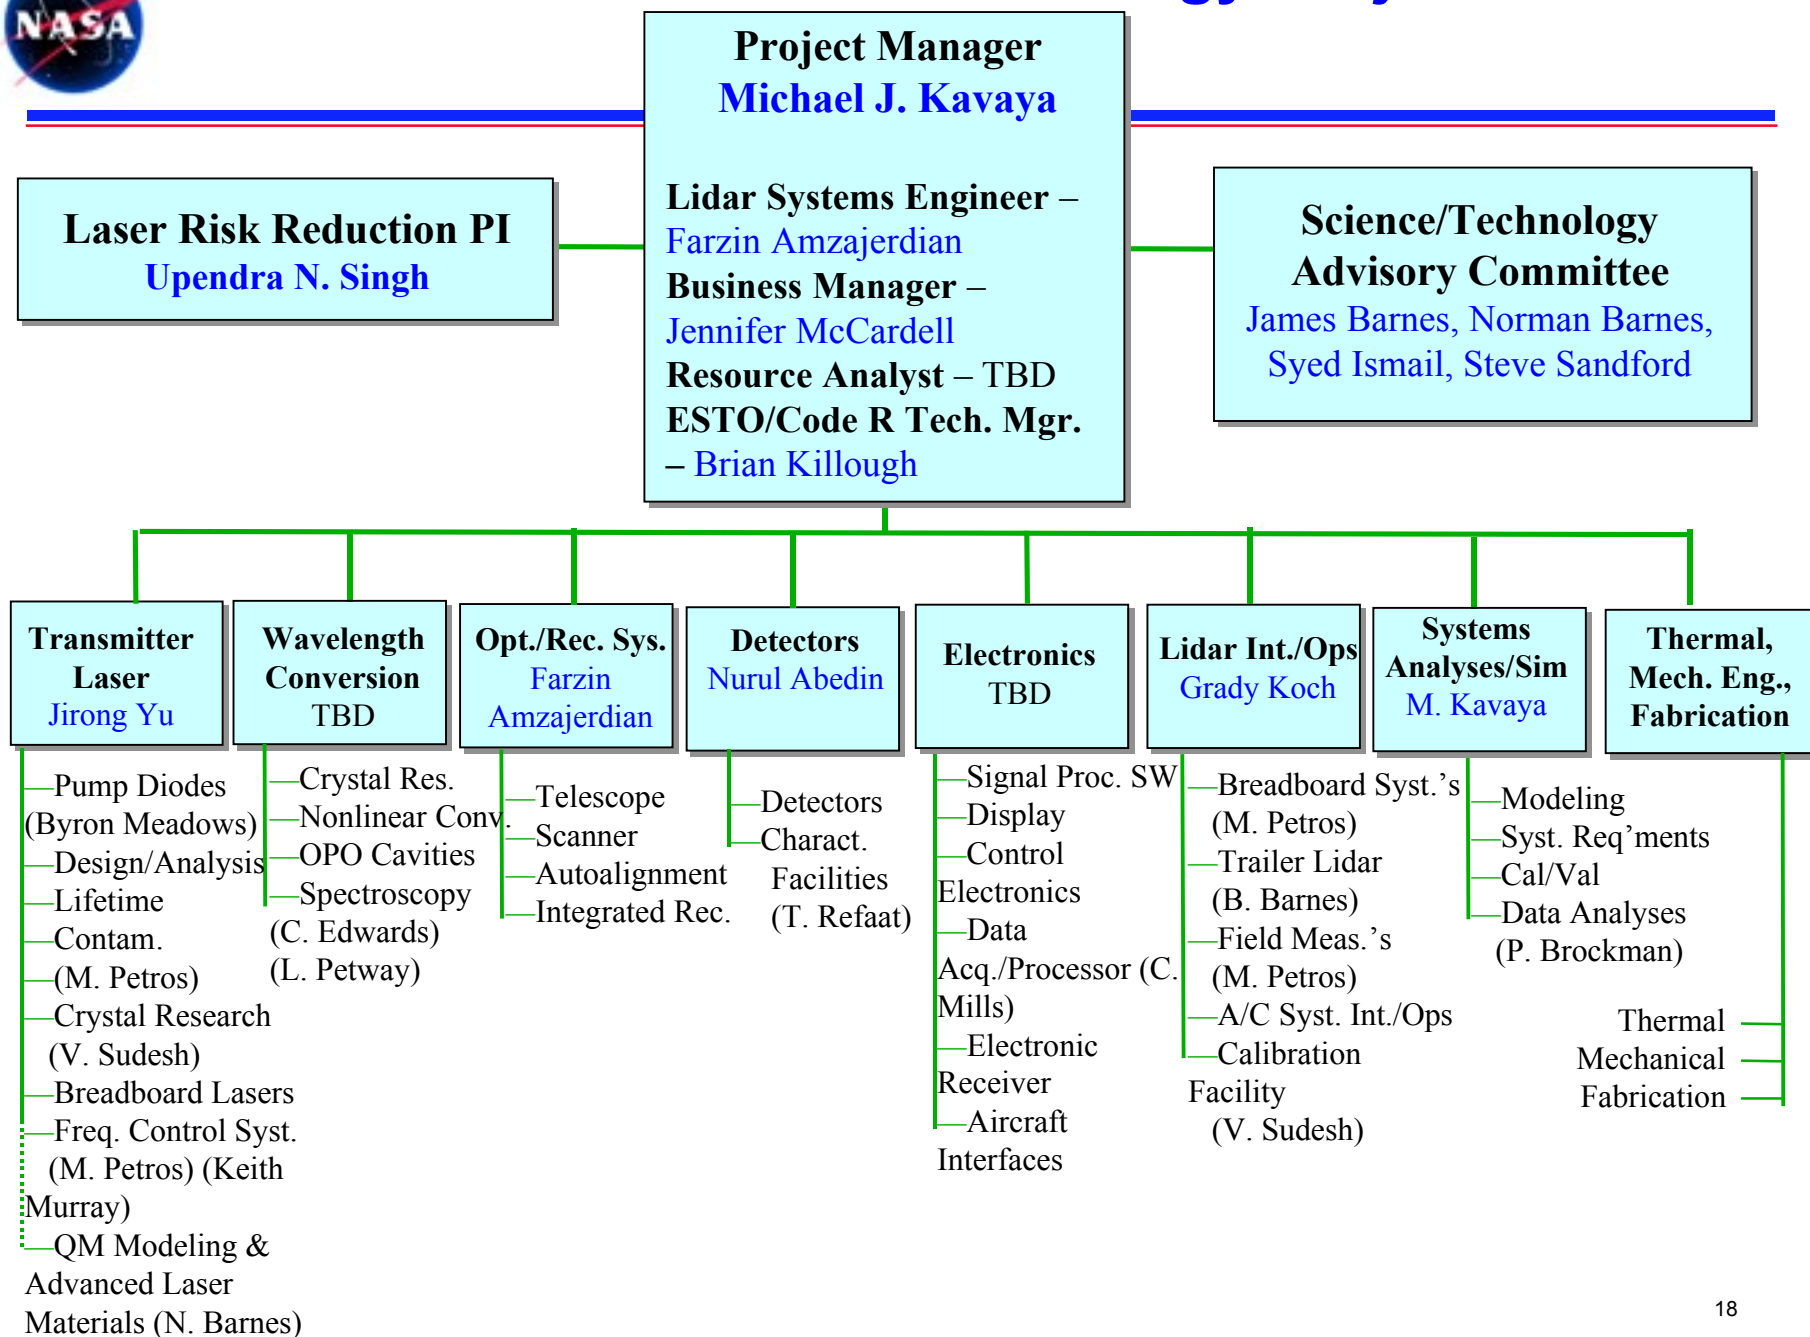 NASA
Project Manager
Michael J. Kavaya
Lidar Systems Engineer –
Farzin Amzajerdian
Business Manager –
Jennifer McCardell
Resource Analyst – TBD
ESTO/Code R Tech. Mgr.
– Brian Killough
Laser Risk Reduction PI
Upendra N. Singh
Science/Technology
Advisory Committee
James Barnes, Norman Barnes,
Syed Ismail, Steve Sandford
Transmitter
Laser
Jirong Yu
—Pump Diodes
(Byron Meadows)
—Design/Analysis
—Lifetime
—Contam.
—(M. Petros)
—Crystal Research
(V. Sudesh)
—Breadboard Lasers
—Freq. Control Syst.
(M. Petros) (Keith
Murray)
—QM Modeling &
Advanced Laser
Materials (N. Barnes)
Wavelength
Conversion
TBD
—Crystal Res.
—Nonlinear Conv.
—OPO Cavities
—Spectroscopy
(C. Edwards)
(L. Petway)
Opt./Rec. Sys.
Farzin
Amzajerdian
—Telescope
—Scanner
—Autoalignment
—Integrated Rec.
Detectors
Nurul Abedin
—Detectors
—Charact.
Facilities
(T. Refaat)
Electronics
TBD
—Signal Proc. SW
—Display
—Control
Electronics
—Data
Acq./Processor (C.
Mills)
—Electronic
Receiver
—Aircraft
Interfaces
Lidar Int./Ops
Grady Koch
—Breadboard Syst.’s
(M. Petros)
—Trailer Lidar
(B. Barnes)
—Field Meas.’s
(M. Petros)
—A/C Syst. Int./Ops
—Calibration
Facility
(V. Sudesh)
Systems
Analyses/Sim
M. Kavaya
—Modeling
—Syst. Req’ments
—Cal/Val
—Data Analyses
(P. Brockman)
Thermal,
Mech. Eng.,
Fabrication
Thermal
Mechanical
Fabrication
18